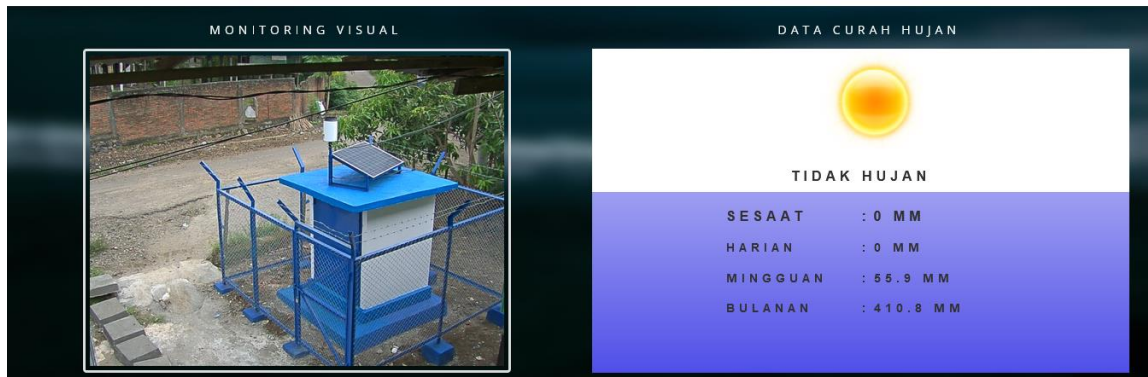 MONITORING VISUAL
DATA CURAH HUJAN
TIDAK HUJAN
SESAAT : 0 MM
HARIAN : 0 MM
MINGGUAN : 55.9 MM
BULANAN : 410.8 MM